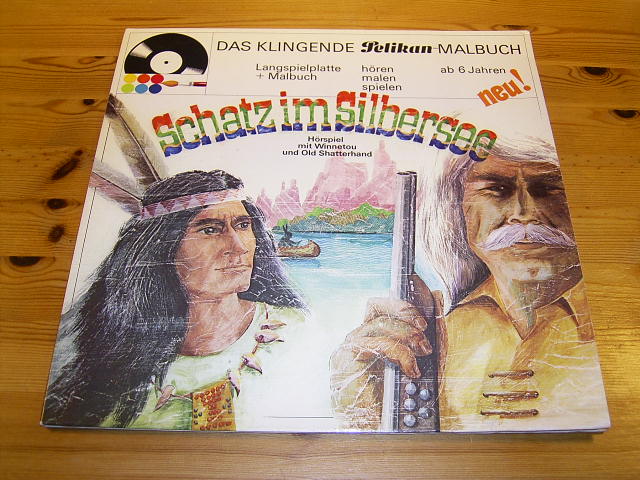 DAS KLINGENDE Pelikan-MALBUCH
Langspielplatte
+ Malbuch
hören
malen
spielen
ab 6 Jahren
neu!
Schatz im Silbersee
Hörspiel
mit Winnetou
und Old Shatterhand